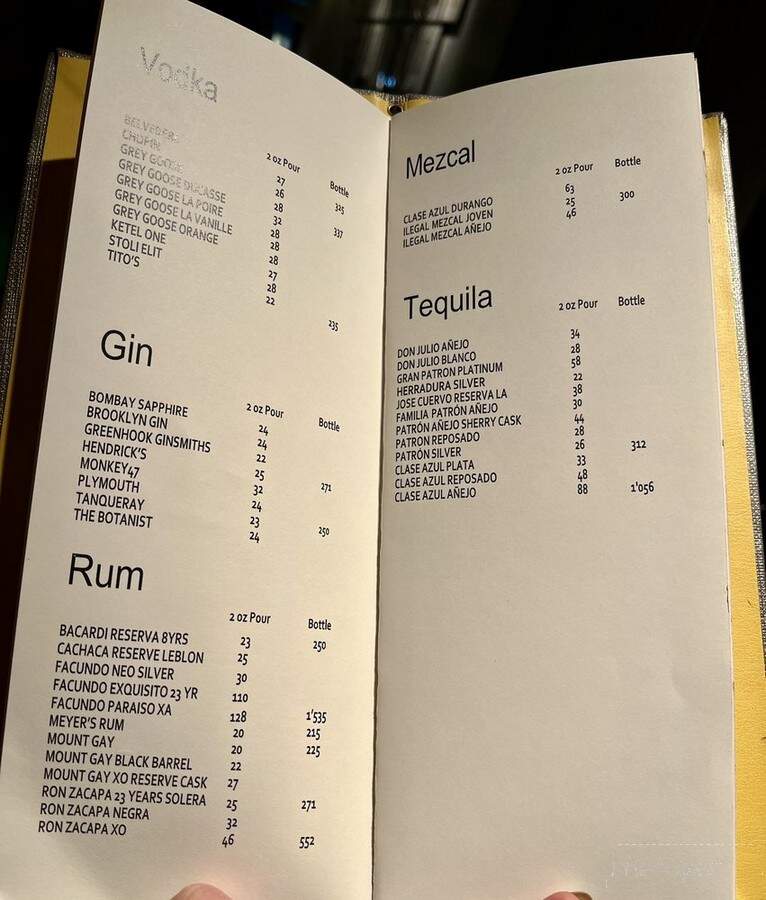 Vodka
2 oz Pour Bottle
BELVEDERE 27 325
CHOPIN 26
GREY GOOSE 28 337
GREY GOOSE DUCASSE 32
GREY GOOSE LA POIRE 28
GREY GOOSE LA VANILLE 28
GREY GOOSE ORANGE 28
KETEL ONE 27
STOLI ELIT 28
TITO'S 22 235
Gin
2 oz Pour Bottle
BOMBAY SAPPHIRE 24
BROOKLYN GIN 24
GREENHOOK GINSMITHS 22
HENDRICK'S 25 271
MONKEY47 32
PLYMOUTH 24
TANQUERAY 23 250
THE BOTANIST 24
Rum
2 oz Pour Bottle
BACARDI RESERVA 8YRS 23 250
CACHACA RESERVE LEBLON 25
FACUNDO NEO SILVER 30
FACUNDO EXQUISITO 23 YR 110
FACUNDO PARAISO XA 128 1'535
MEYER'S RUM 20 215
MOUNT GAY 20 225
MOUNT GAY BLACK BARREL 22
MOUNT GAY XO RESERVE CASK 27
RON ZACAPA 23 YEARS SOLERA 25 271
RON ZACAPA NEGRA 32
RON ZACAPA XO 46 552
Mezcal
2 oz Pour Bottle
CLASE AZUL DURANGO 63
ILEGAL MEZCAL JOVEN 25 300
ILEGAL MEZCAL AÑEJO 46
Tequila
2 oz Pour Bottle
DON JULIO AÑEJO 34
DON JULIO BLANCO 28
GRAN PATRON PLATINUM 58
HERRADURA SILVER 22
JOSE CUERVO RESERVA LA 38
FAMILIA PATRÓN AÑEJO 30
PATRÓN AÑEJO SHERRY CASK 44
PATRON REPOSADO 28
PATRÓN SILVER 26 312
CLASE AZUL PLATA 33
CLASE AZUL REPOSADO 48
CLASE AZUL AÑEJO 88 1'056